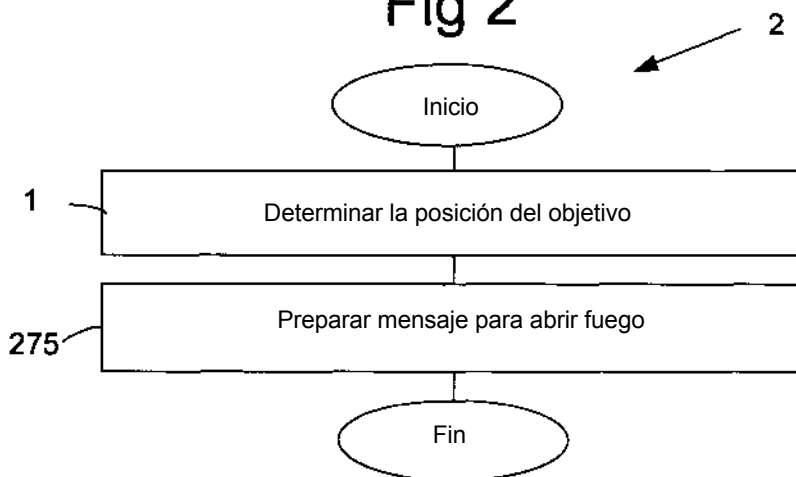 Fig 2
2
Inicio
1
Determinar la posición del objetivo
Preparar mensaje para abrir fuego
275
Fin